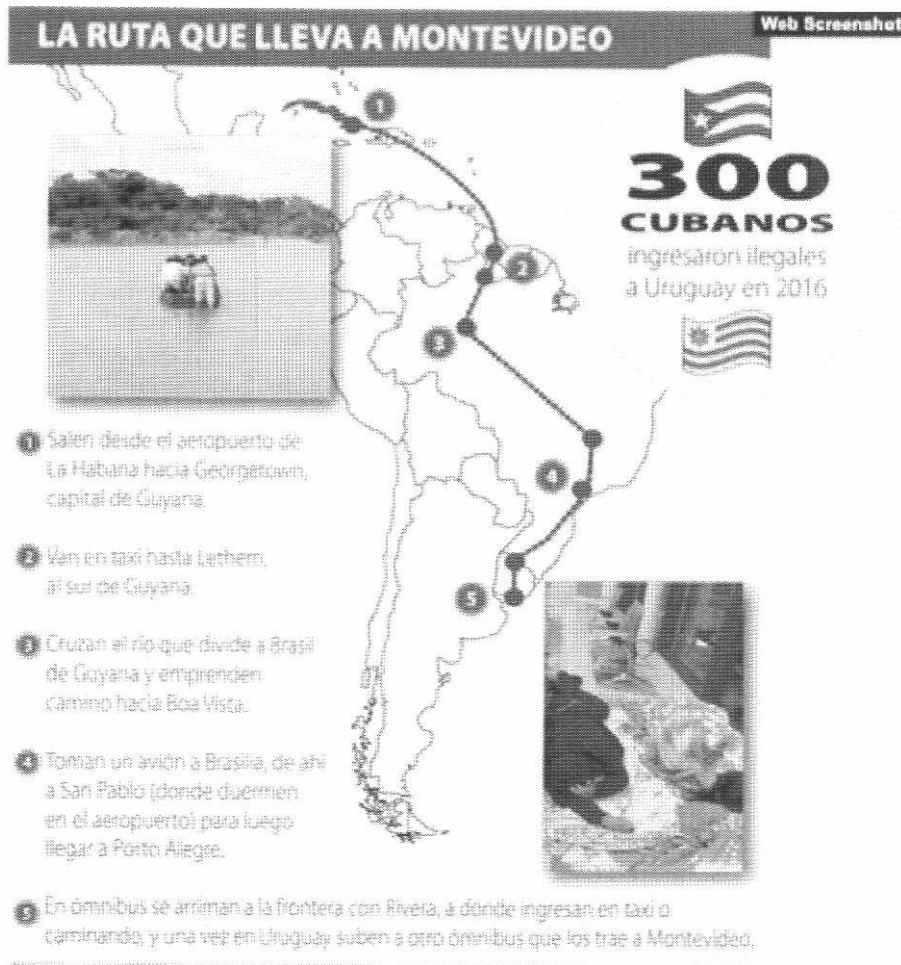 LA RUTA QUE LLEVA A MONTEVIDEO
Web Screenshot
300
CUBANOS
ingresaron ilegales
a Uruguay en 2016
1
2
3
4
5
1 Salen desde el aeropuerto de
La Habana hacia Georgetown,
capital de Guyana.
2 Van en taxi hasta Lethem,
al sur de Guyana.
3 Cruzan el río que divide a Brasil
de Guyana y emprenden
camino hacia Boa Vista.
4 Toman un avión a Brasilia, de ahí
a San Pablo (donde duermen
en el aeropuerto) para luego
llegar a Porto Alegre.
5 En ómnibus se arriman a la frontera con Rivera, a donde ingresan en taxi o
caminando, y una vez en Uruguay suben a otro ómnibus que los trae a Montevideo.